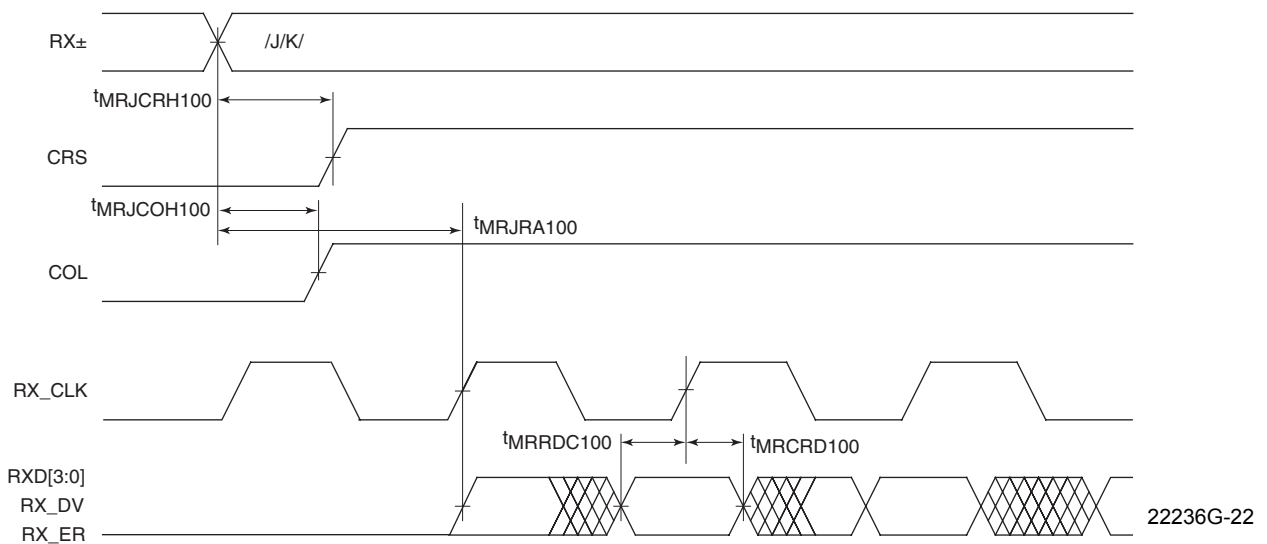 RX±
/J/K/
tMRJCRH100
CRS
tMRJCOH100
tMRJRA100
COL
RX_CLK
tMRRDC100
tMRCRD100
RXD[3:0]
RX_DV
RX_ER
22236G-22